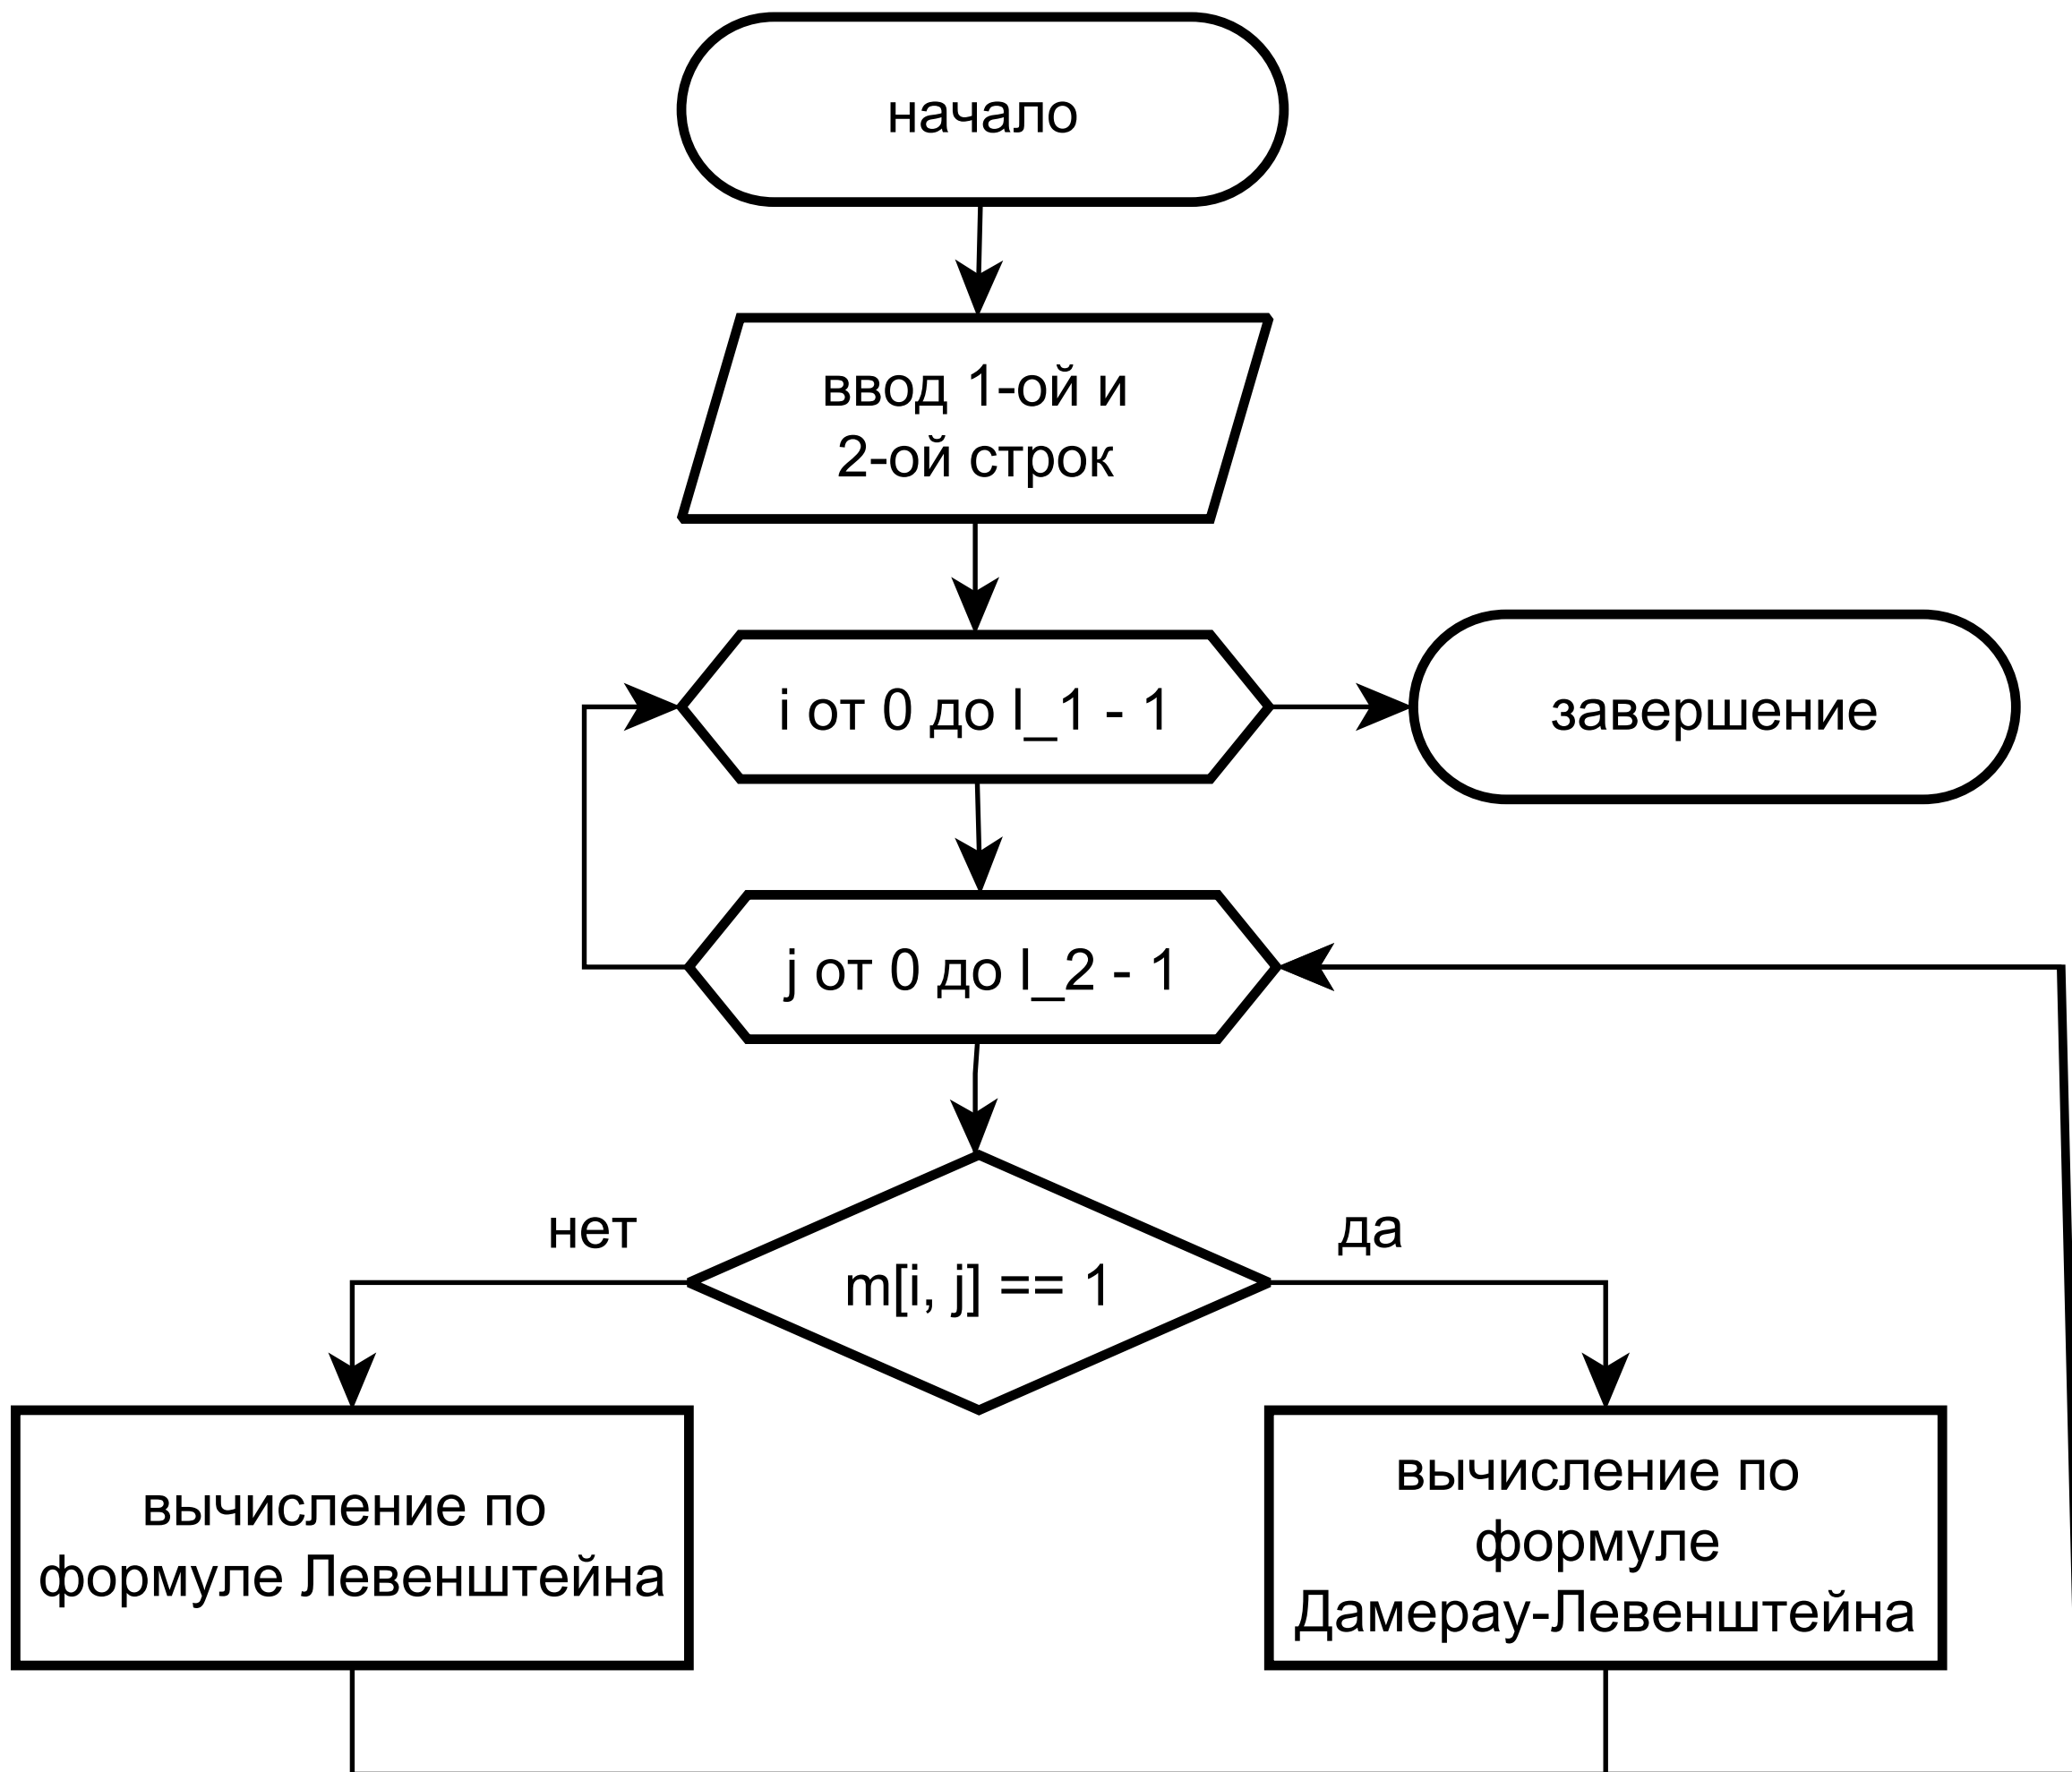 начало
ввод 1-ой и
2-ой строк
i от 0 до l_1 - 1
завершение
j от 0 до l_2 - 1
нет
да
m[i, j] == 1
вычисление по
формуле Левенштейна
вычисление по
формуле
Дамерау-Левенштейна